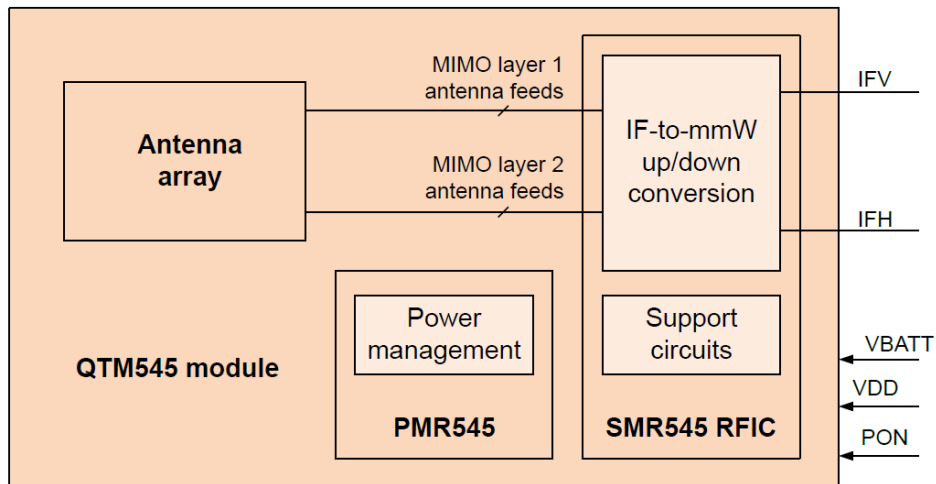 MIMO layer 1
antenna feeds
Antenna
array
MIMO layer 2
antenna feeds
IF-to-mmW
up/down
conversion
IFV
IFH
Power
management
PMR545
Support
circuits
SMR545 RFIC
QTM545 module
VBATT
VDD
PON